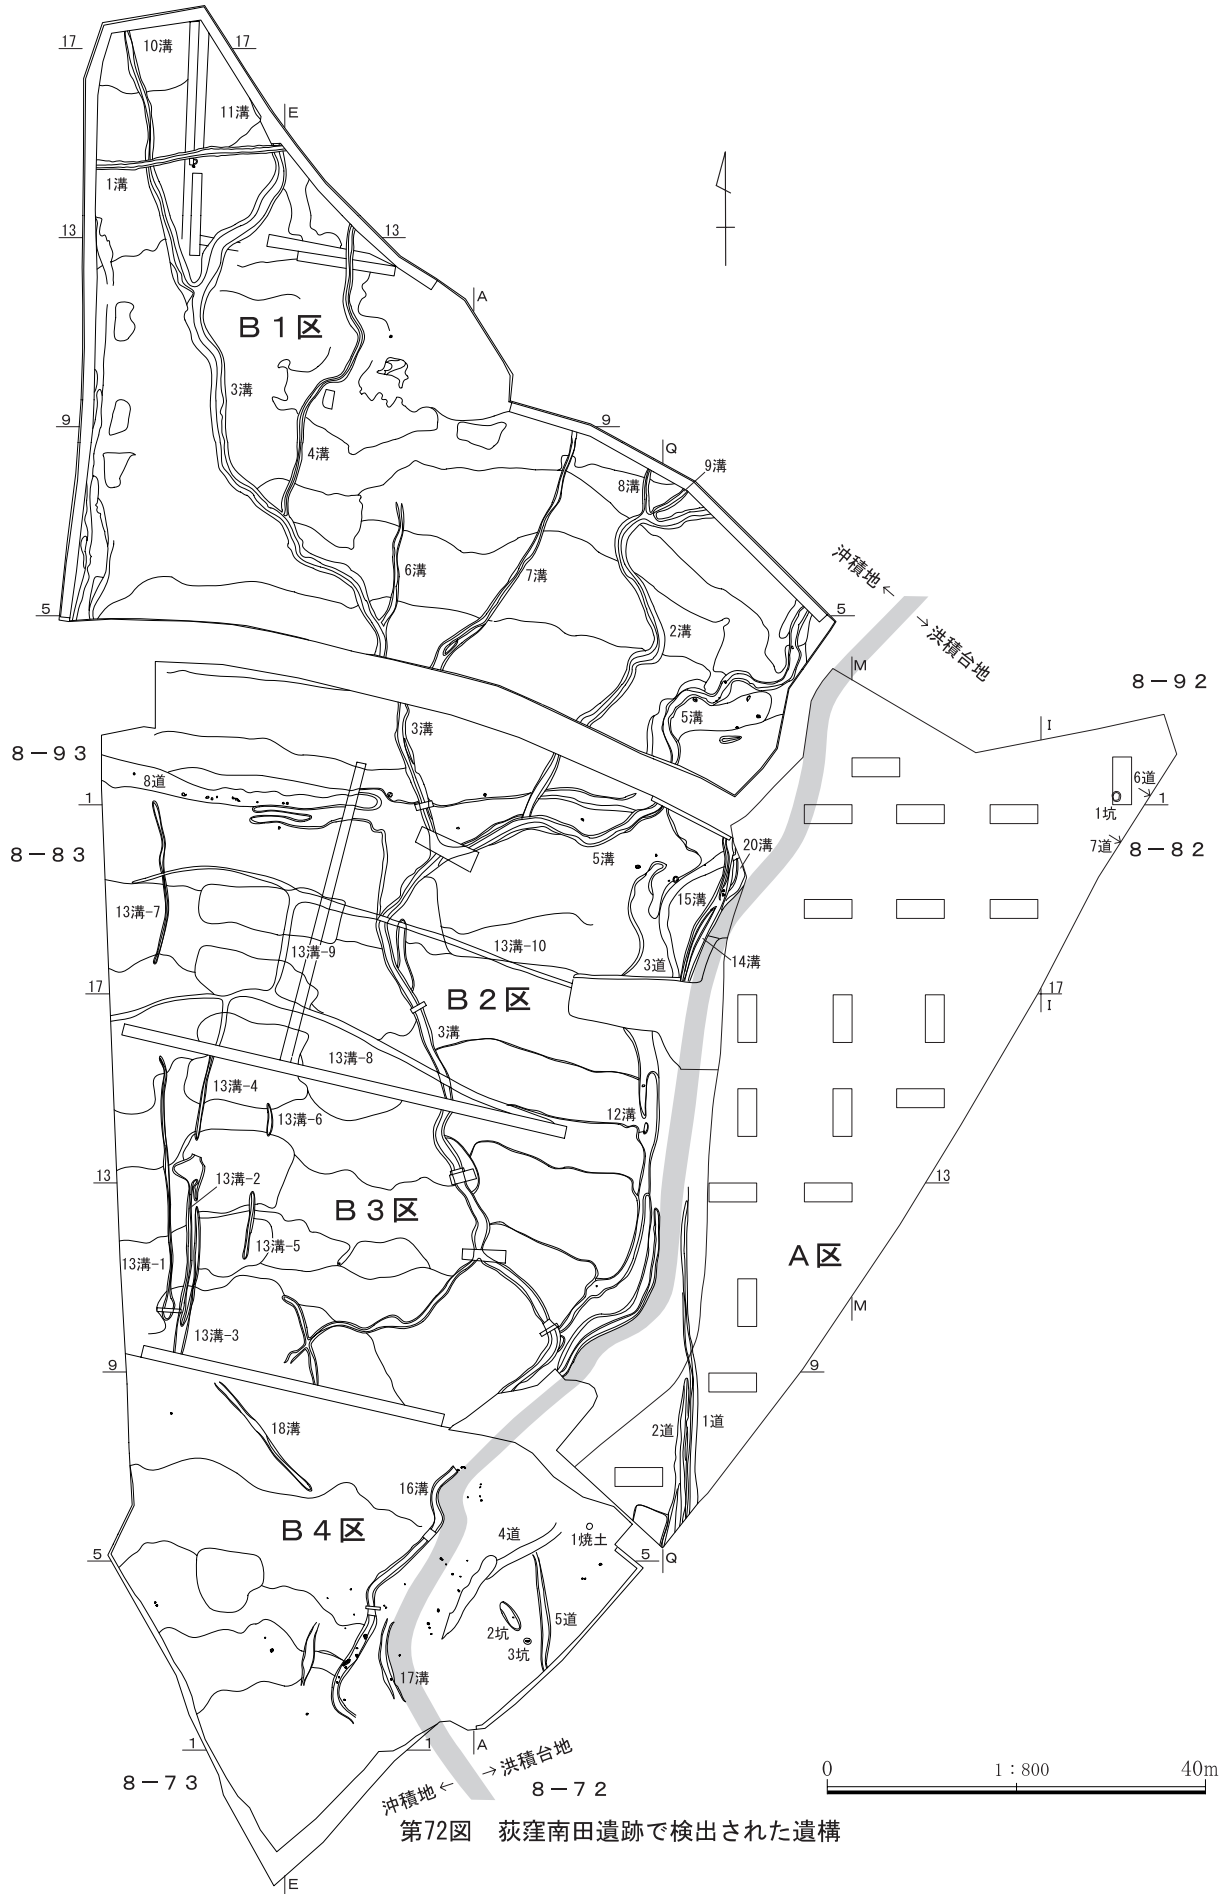 17
10溝
17
11溝
E
1溝
13
13
A
B1区
3溝
9
9
4溝
Q
9溝
8溝
沖積地←
6溝
7溝
5
5
2溝
→洪積台地
M
8－92
5溝
I
3溝
8－93
8道
6道
1
1
1坑
7道
8－82
8－83
5溝
20溝
15溝
13溝-7
13溝-9
13溝-10
3道
14溝
17
B2区
17
I
3溝
13溝-8
13溝-4
13溝-6
12溝
13溝-2
13
13
B3区
13溝-5
13溝-1
A区
M
13溝-3
9
9
18溝
2道
1道
16溝
B4区
4道
1焼土
5
5
Q
2坑
5道
3坑
17溝
1
1
A
→洪積台地
8－73
沖積地←
8－72
0
1：800
40m
第72図　荻窪南田遺跡で検出された遺構
E